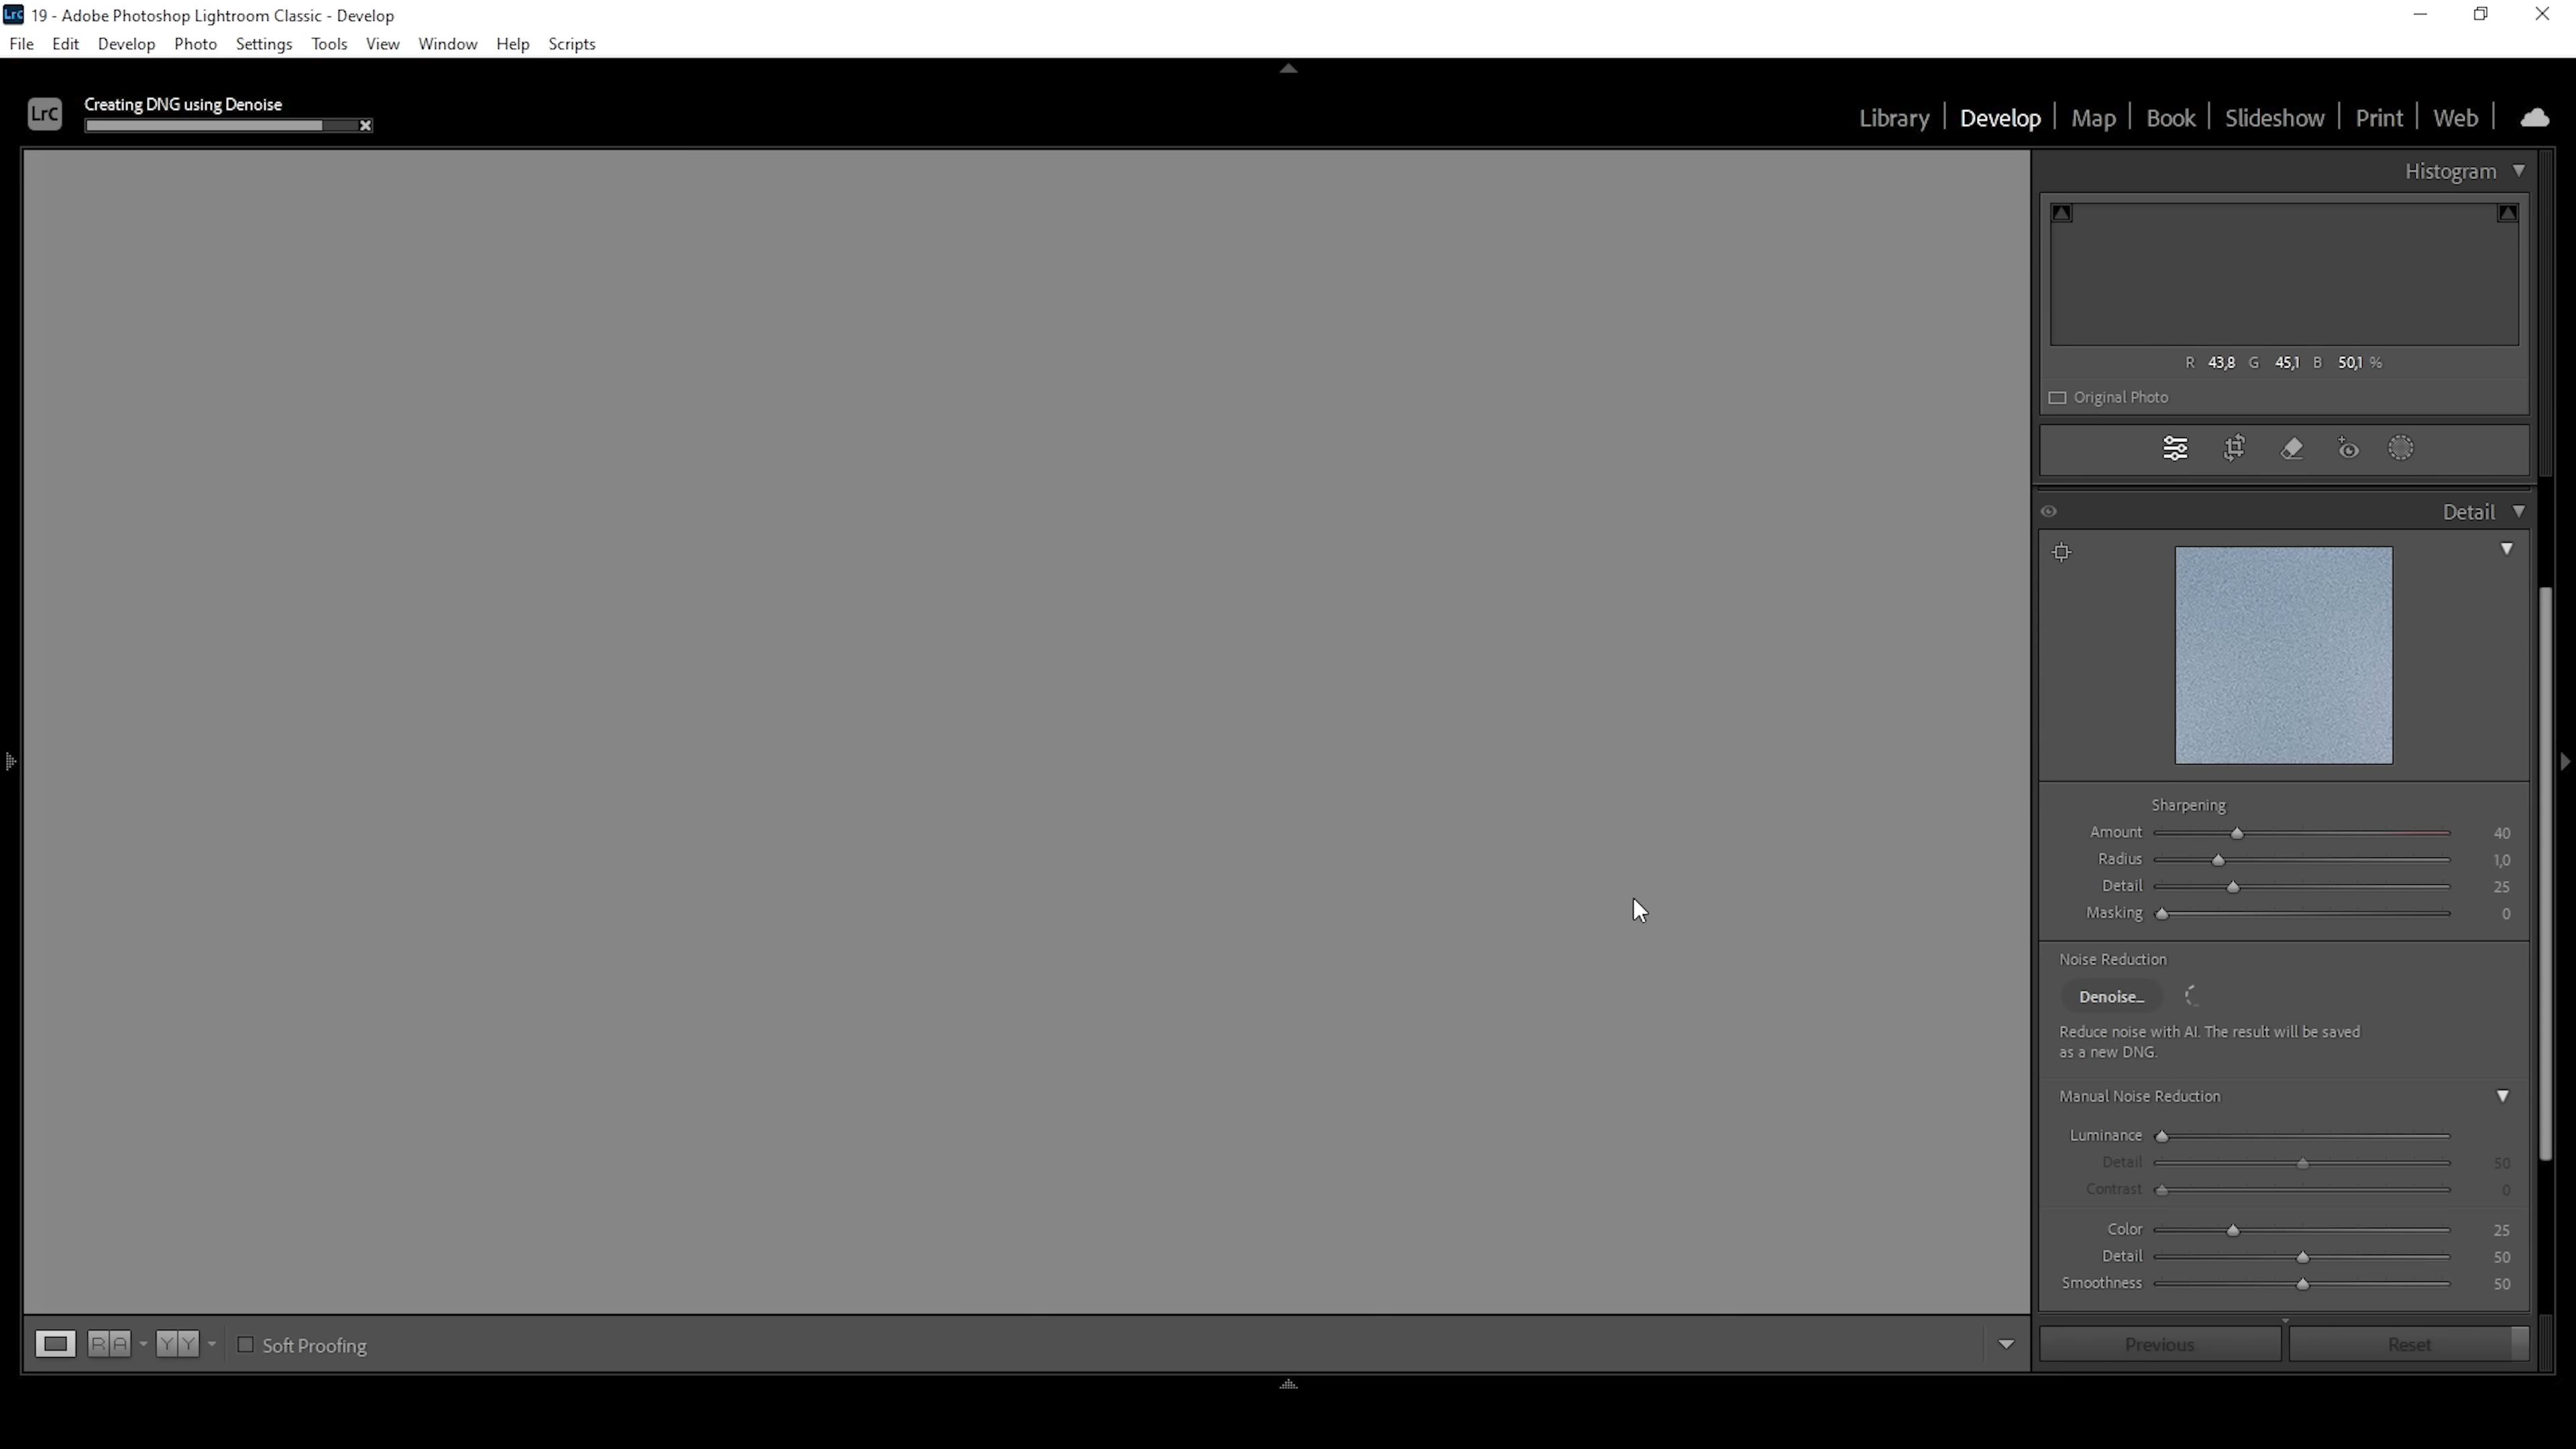 LrC 19 - Adobe Photoshop Lightroom Classic - Develop
File Edit Develop Photo Settings Tools View Window Help Scripts
LrC
Creating DNG using Denoise
Library Develop Map Book Slideshow Print Web
Histogram
R 43,8 G 45,1 B 50,1 %
Original Photo
Detail
Sharpening
Amount 40
Radius 1,0
Detail 25
Masking 0
Noise Reduction
Denoise...
Reduce noise with AI. The result will be saved
as a new DNG.
Manual Noise Reduction
Luminance
Detail 50
Contrast 0
Color 25
Detail 50
Smoothness 50
R A Y Y Soft Proofing
Previous Reset